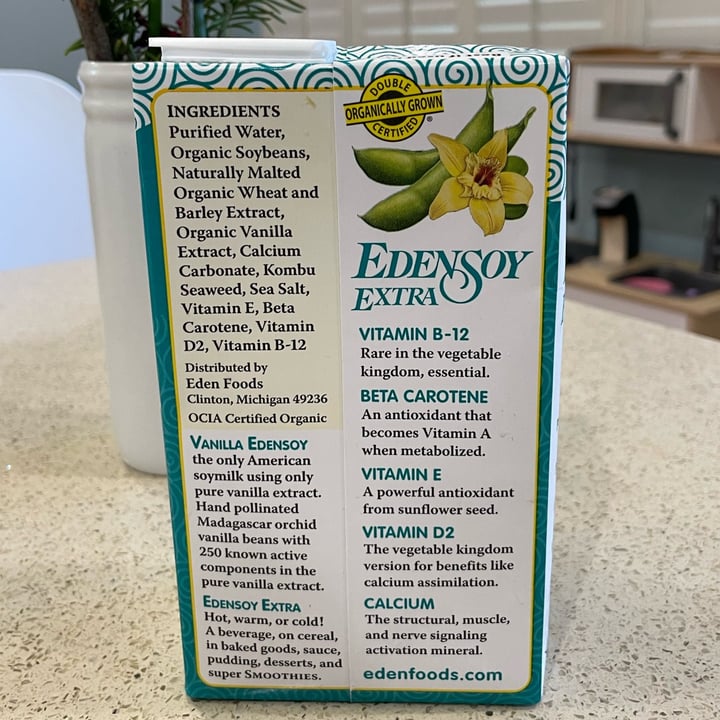 INGREDIENTS
Purified Water,
Organic Soybeans,
Naturally Malted
Organic Wheat and
Barley Extract,
Organic Vanilla
Extract, Calcium
Carbonate, Kombu
Seaweed, Sea Salt,
Vitamin E, Beta
Carotene, Vitamin
D2, Vitamin B-12
Distributed by
Eden Foods
Clinton, Michigan 49236
OCIA Certified Organic
VANILLA EDENSOY
the only American
soymilk using only
pure vanilla extract.
Hand pollinated
Madagascar orchid
vanilla beans with
250 known active
components in the
pure vanilla extract.
EDENSOY EXTRA
Hot, warm, or cold!
A beverage, on cereal,
in baked goods, sauce,
pudding, desserts, and
super SMOOTHIES.
DOUBLE
ORGANICALLY GROWN
CERTIFIED®
EDENSOY
EXTRA
VITAMIN B-12
Rare in the vegetable
kingdom, essential.
BETA CAROTENE
An antioxidant that
becomes Vitamin A
when metabolized.
VITAMIN E
A powerful antioxidant
from sunflower seed.
VITAMIN D2
The vegetable kingdom
version for benefits like
calcium assimilation.
CALCIUM
The structural, muscle,
and nerve signaling
activation mineral.
edenfoods.com